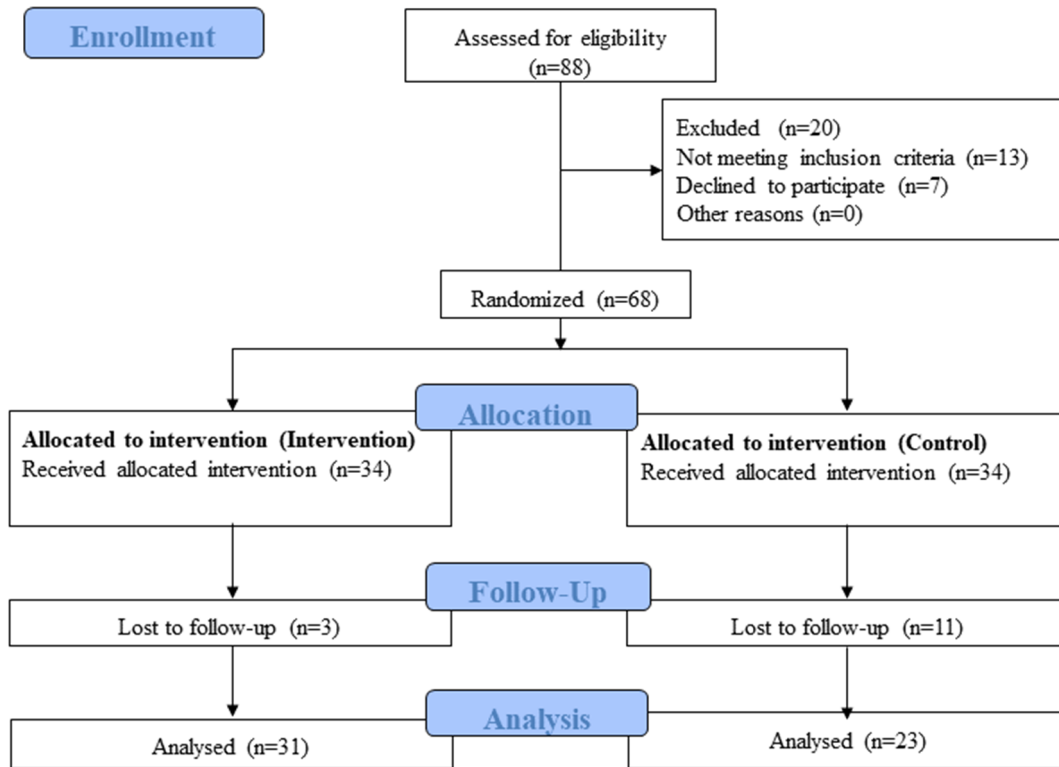 Enrollment
Assessed for eligibility
(n=88)
Excluded (n=20)
Not meeting inclusion criteria (n=13)
Declined to participate (n=7)
Other reasons (n=0)
Randomized (n=68)
Allocation
Allocated to intervention (Intervention)
Received allocated intervention (n=34)
Allocated to intervention (Control)
Received allocated intervention (n=34)
Follow-Up
Lost to follow-up (n=3)
Lost to follow-up (n=11)
Analysis
Analysed (n=31)
Analysed (n=23)